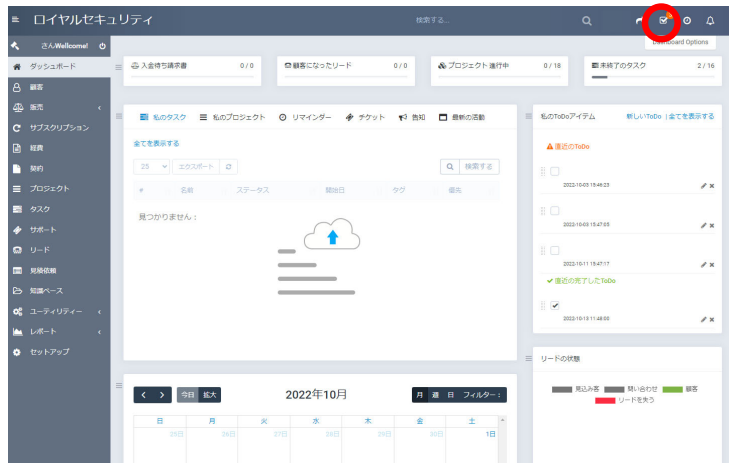 ロイヤルセキュリティ
検索する...
さんWellcome!
Dashboard Options
ダッシュボード
顧客
販売
サブスクリプション
経費
契約
プロジェクト
タスク
サポート
リード
見積依頼
知識ベース
ユーティリティー
レポート
セットアップ
入金待ち請求書 0 / 0
顧客になったリード 0 / 0
プロジェクト 進行中 0 / 18
未終了のタスク 2 / 16
私のタスク 私のプロジェクト リマインダー チケット 告知 最新の活動
全てを表示する
25 エクスポート 検索する
# 名前 ステータス 開始日 タグ 優先
見つかりません：
私のToDoアイテム 新しいToDo | 全てを表示する
直近のToDo
2022-10-03 15:46:23
2022-10-03 15:47:05
2022-10-11 15:47:17
直近の完了したToDo
2022-10-13 11:48:00
リードの状態
見込み客 問い合わせ 顧客
リードを失う
今日 拡大 2022年10月 月 週 日 フィルター：
日 月 火 水 木 金 土
25日 26日 27日 28日 29日 30日 1日